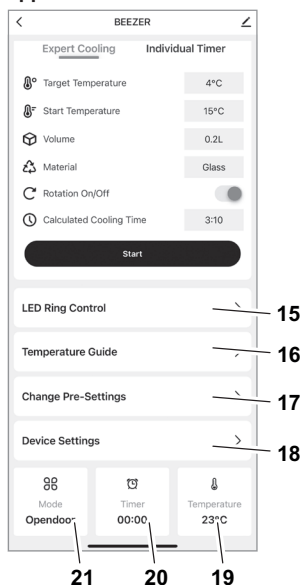 BEEZER
Expert Cooling Individual Timer
Target Temperature 4°C
Start Temperature 15°C
Volume 0.2L
Material Glass
Rotation On/Off
Calculated Cooling Time 3:10
Start
LED Ring Control 15
Temperature Guide 16
Change Pre-Settings 17
Device Settings 18
Mode Timer Temperature
Opendoor 00:00 23°C
21 20 19